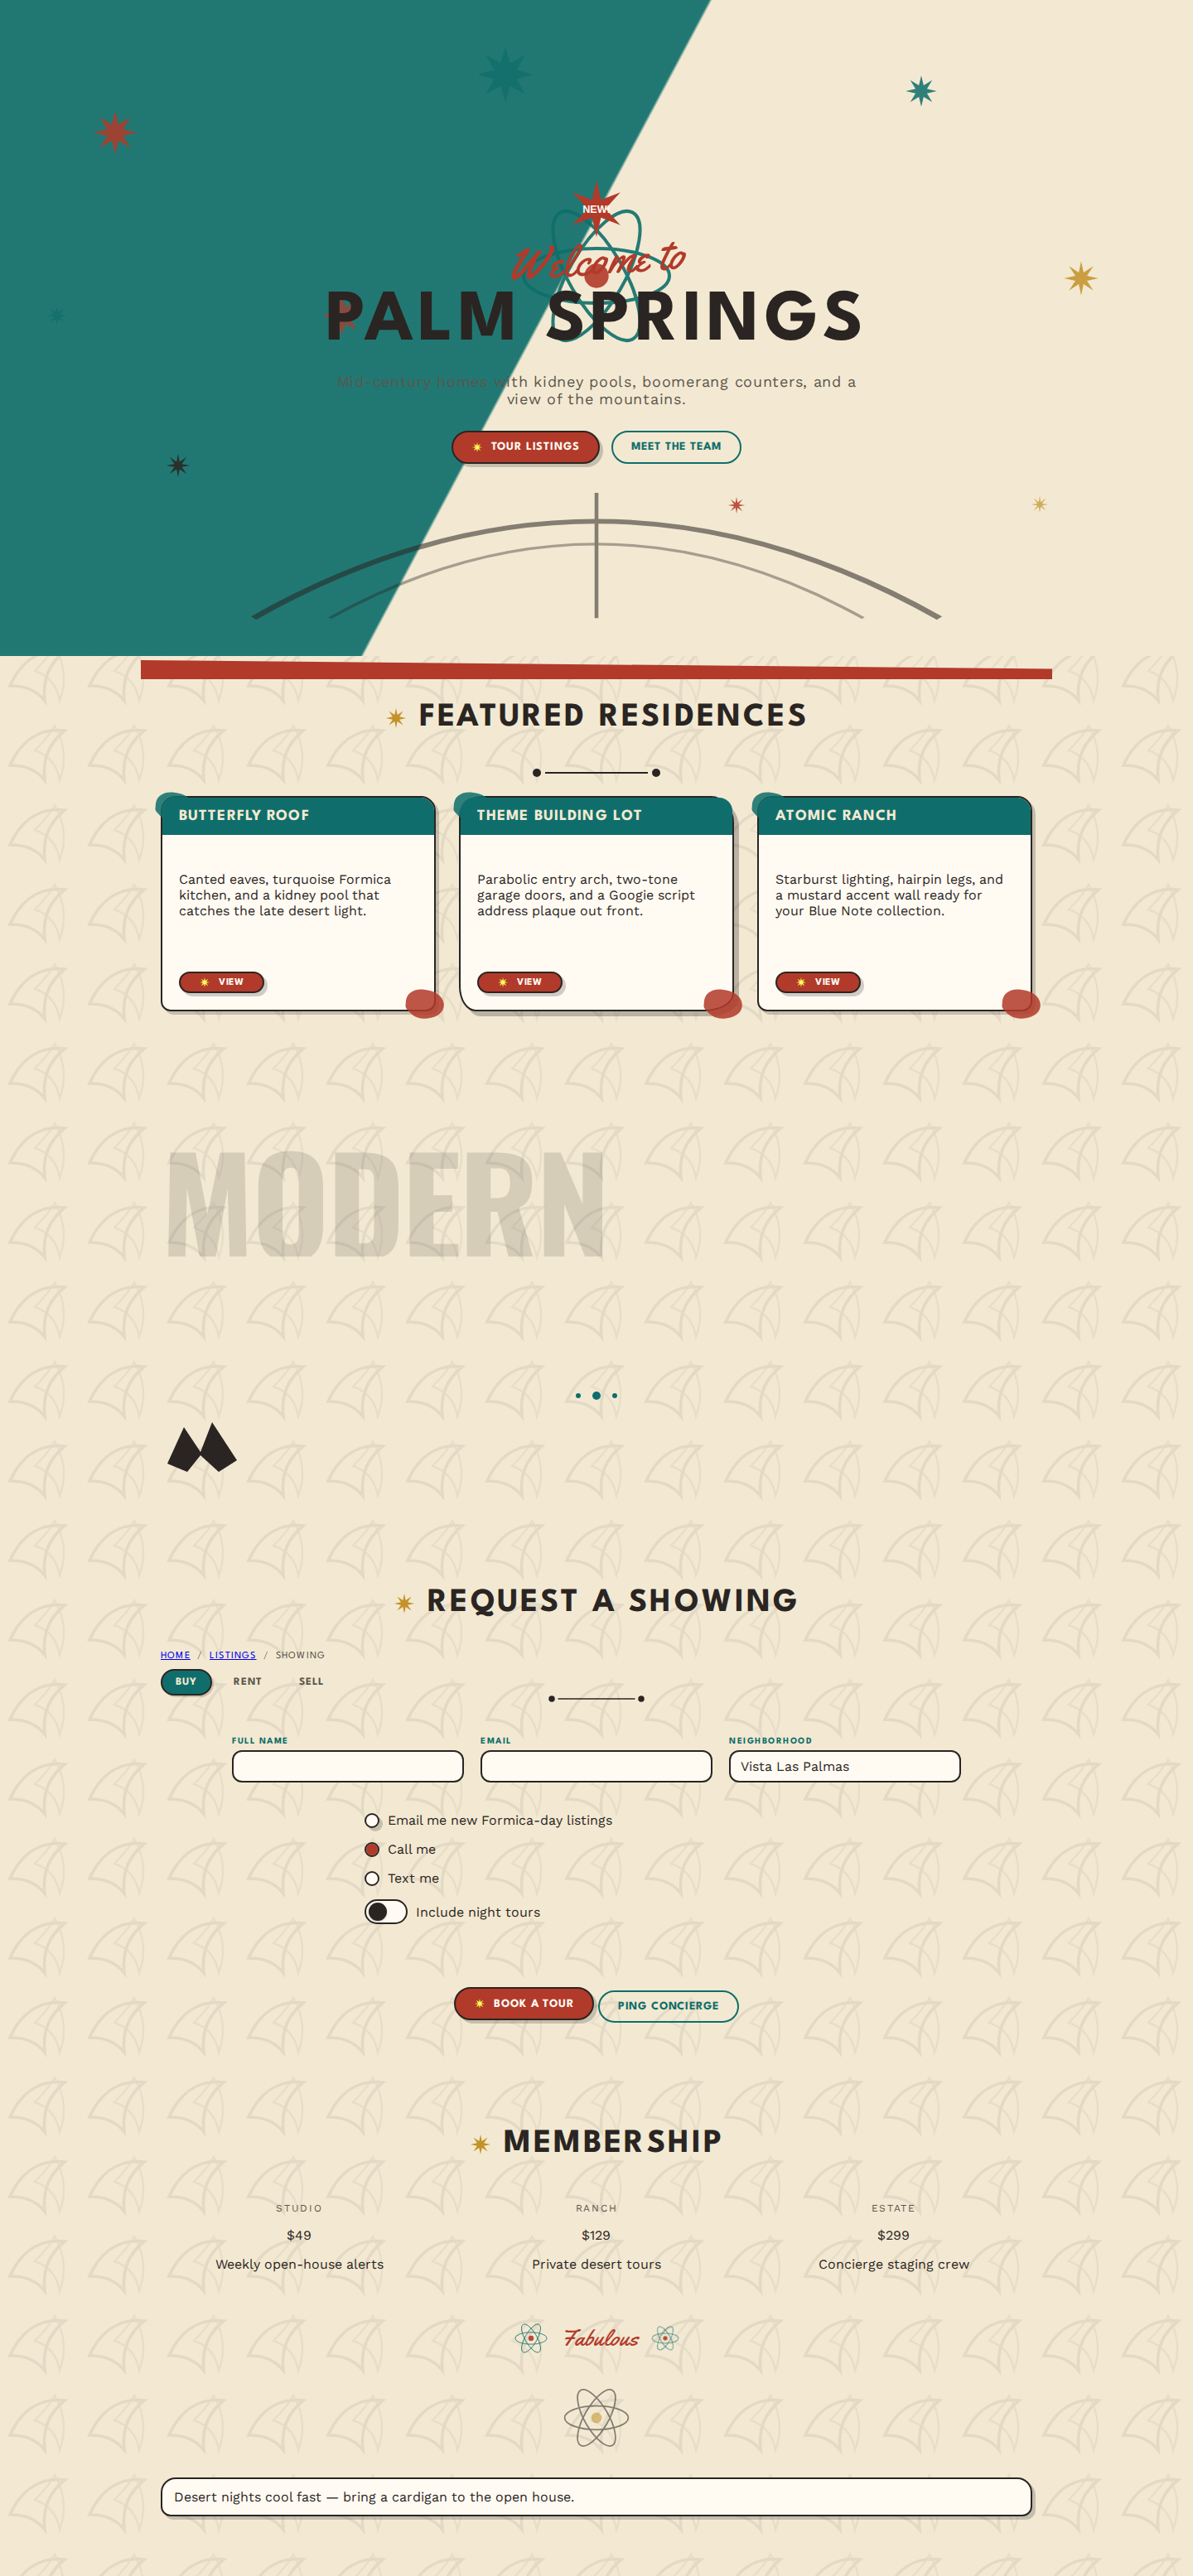 NEW
Welcome to
PALM SPRINGS
Mid-century homes with kidney pools, boomerang counters, and a
view of the mountains.
TOUR LISTINGS
MEET THE TEAM
FEATURED RESIDENCES
BUTTERFLY ROOF
Canted eaves, turquoise Formica
kitchen, and a kidney pool that
catches the late desert light.
VIEW
THEME BUILDING LOT
Parabolic entry arch, two-tone
garage doors, and a Googie script
address plaque out front.
VIEW
ATOMIC RANCH
Starburst lighting, hairpin legs, and
a mustard accent wall ready for
your Blue Note collection.
VIEW
MODERN
REQUEST A SHOWING
HOME / LISTINGS / SHOWING
BUY RENT SELL
FULL NAME
EMAIL
NEIGHBORHOOD
Vista Las Palmas
Email me new Formica-day listings
Call me
Text me
Include night tours
BOOK A TOUR
PING CONCIERGE
MEMBERSHIP
STUDIO
$49
Weekly open-house alerts
RANCH
$129
Private desert tours
ESTATE
$299
Concierge staging crew
Fabulous
Desert nights cool fast — bring a cardigan to the open house.